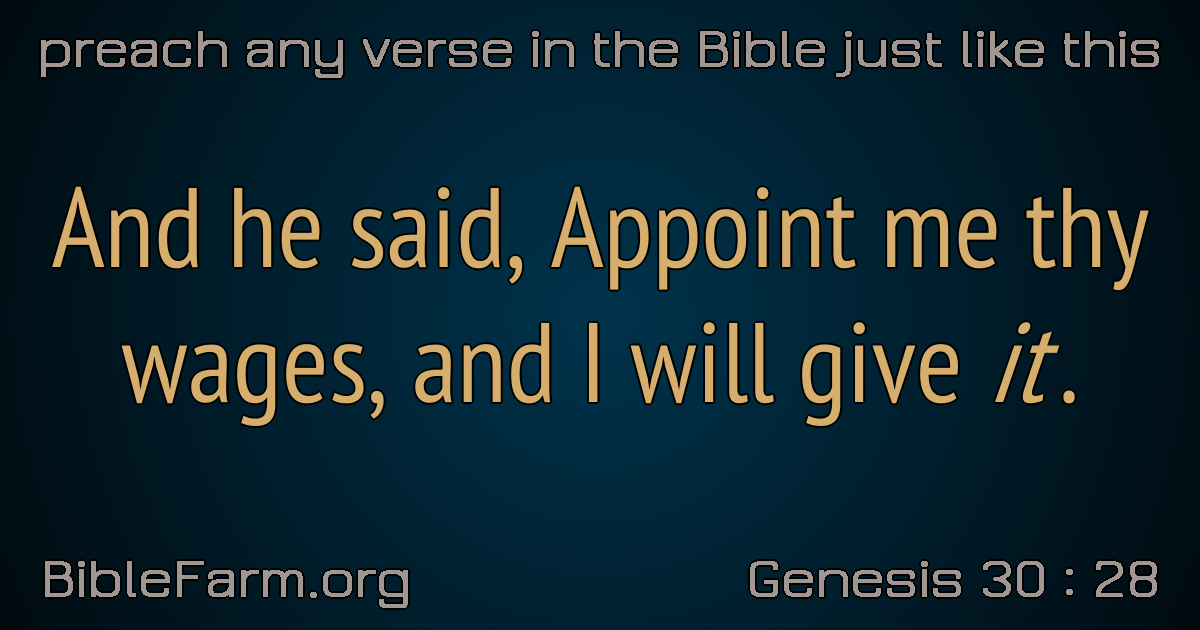 preach any verse in the Bible just like this
And he said, Appoint me thy
wages, and I will give it.
BibleFarm.org
Genesis 30 : 28